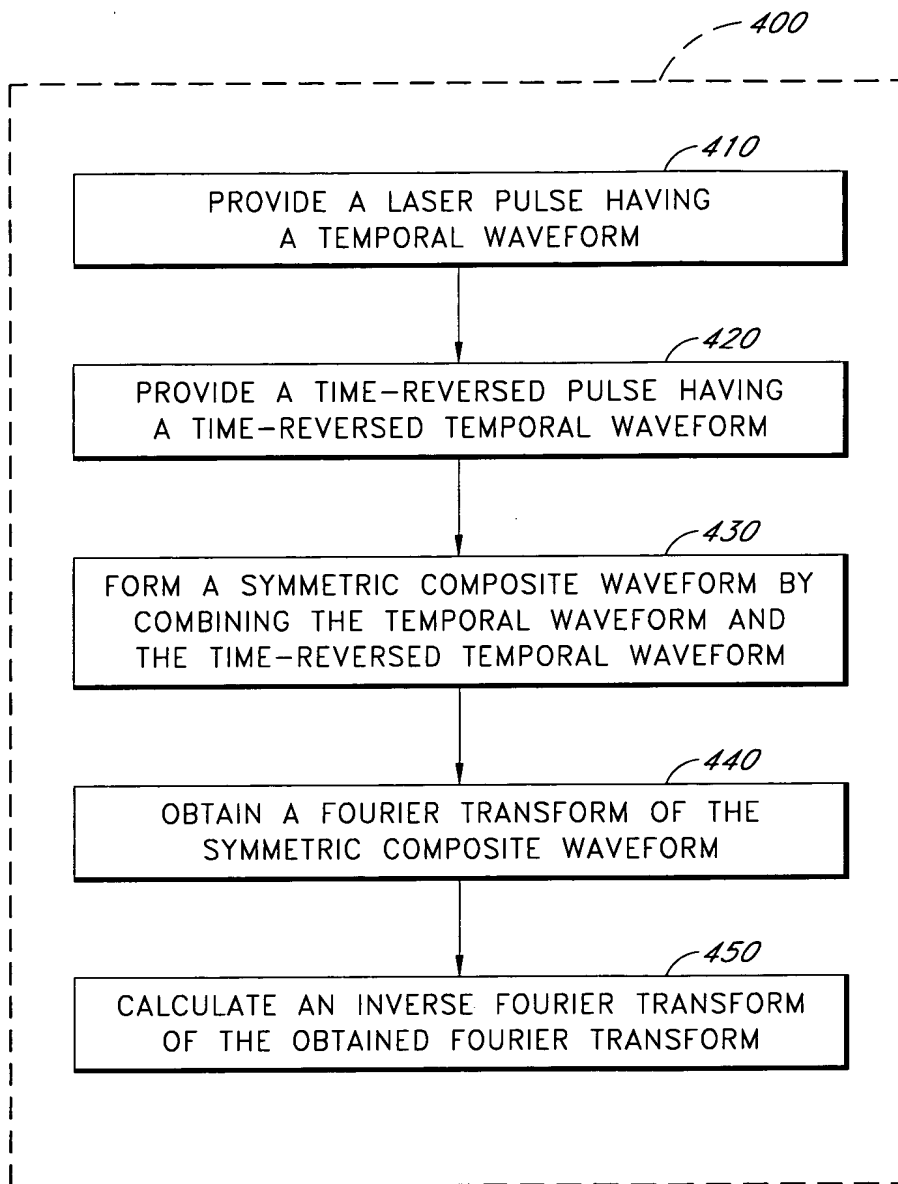 400
410
PROVIDE A LASER PULSE HAVING
A TEMPORAL WAVEFORM
420
PROVIDE A TIME-REVERSED PULSE HAVING
A TIME-REVERSED TEMPORAL WAVEFORM
430
FORM A SYMMETRIC COMPOSITE WAVEFORM BY
COMBINING THE TEMPORAL WAVEFORM AND
THE TIME-REVERSED TEMPORAL WAVEFORM
440
OBTAIN A FOURIER TRANSFORM OF THE
SYMMETRIC COMPOSITE WAVEFORM
450
CALCULATE AN INVERSE FOURIER TRANSFORM
OF THE OBTAINED FOURIER TRANSFORM